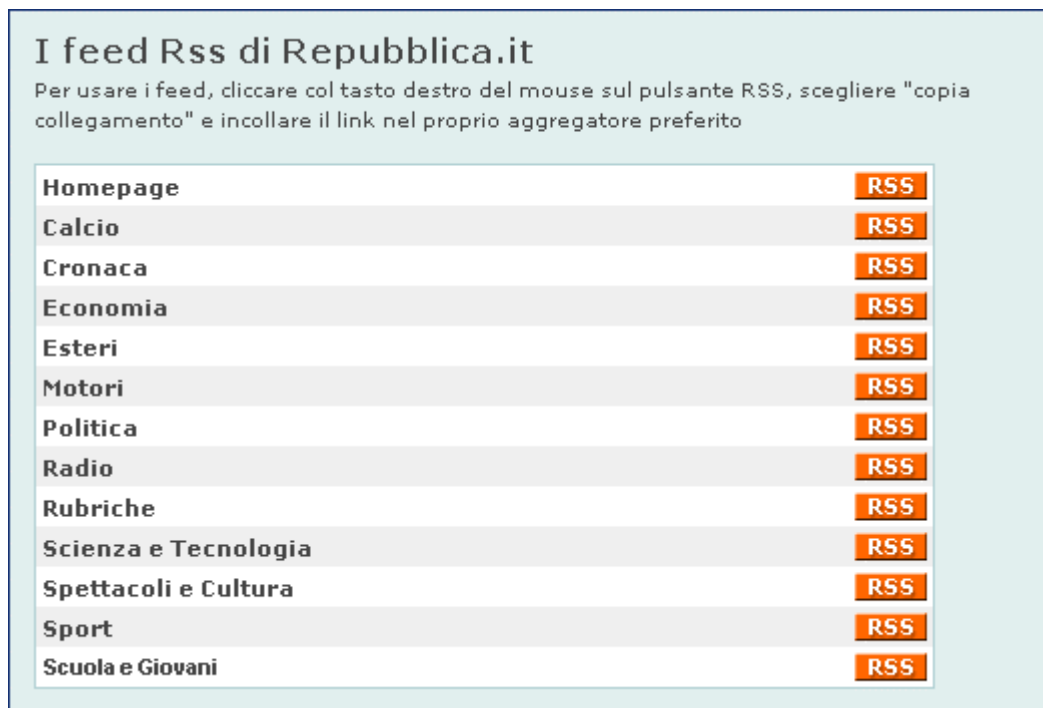 I feed Rss di Repubblica.it
Per usare i feed, cliccare col tasto destro del mouse sul pulsante RSS, scegliere "copia
collegamento" e incollare il link nel proprio aggregatore preferito
Homepage RSS
Calcio RSS
Cronaca RSS
Economia RSS
Esteri RSS
Motori RSS
Politica RSS
Radio RSS
Rubriche RSS
Scienza e Tecnologia RSS
Spettacoli e Cultura RSS
Sport RSS
Scuola e Giovani RSS